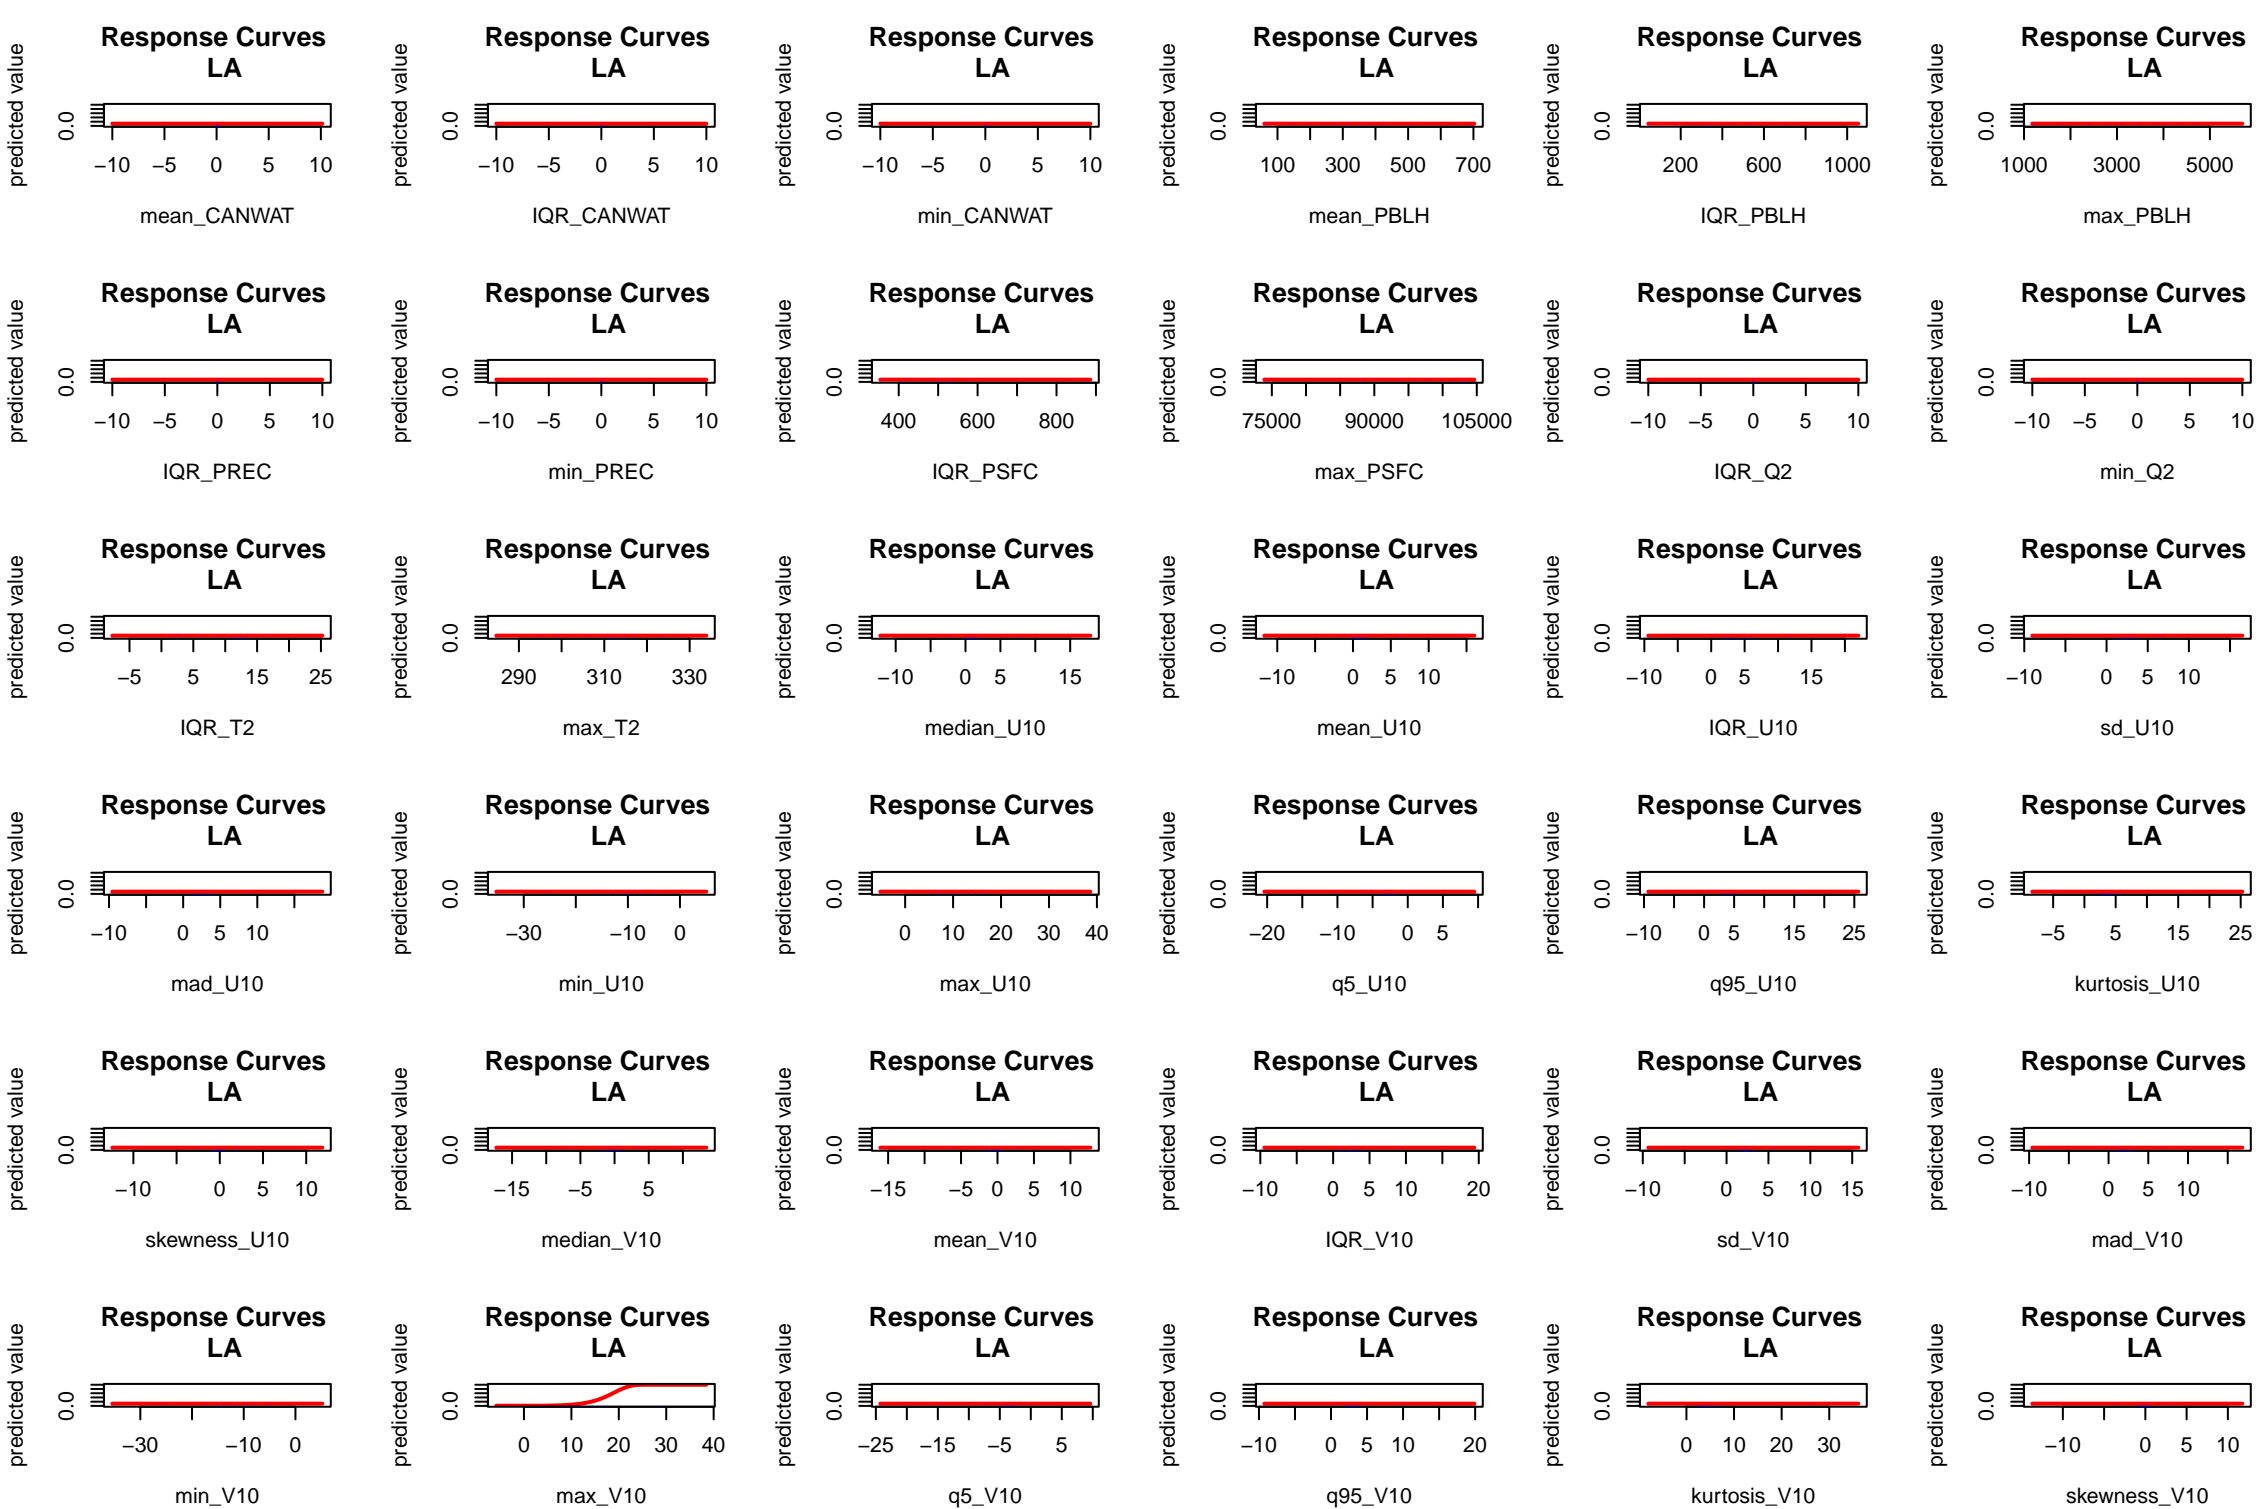 Response Curves Response Curves Response Curves Response Curves Response Curves Response Curves
LA LA LA LA LA LA
predicted value predicted value predicted value predicted value predicted value predicted value
0.0 0.0 0.0 0.0 0.0 0.0
−10 −5 0 5 10 −10 −5 0 5 10 −10 −5 0 5 10 100 300 500 700 200 600 1000 1000 3000 5000
mean_CANWAT IQR_CANWAT min_CANWAT mean_PBLH IQR_PBLH max_PBLH
Response Curves Response Curves Response Curves Response Curves Response Curves Response Curves
LA LA LA LA LA LA
predicted value predicted value predicted value predicted value predicted value predicted value
0.0 0.0 0.0 0.0 0.0 0.0
−10 −5 0 5 10 −10 −5 0 5 10 400 600 800 75000 90000 105000 −10 −5 0 5 10 −10 −5 0 5 10
IQR_PREC min_PREC IQR_PSFC max_PSFC IQR_Q2 min_Q2
Response Curves Response Curves Response Curves Response Curves Response Curves Response Curves
LA LA LA LA LA LA
predicted value predicted value predicted value predicted value predicted value predicted value
0.0 0.0 0.0 0.0 0.0 0.0
−5 5 15 25 290 310 330 −10 0 5 15 −10 0 5 10 −10 0 5 15 −10 0 5 10
IQR_T2 max_T2 median_U10 mean_U10 IQR_U10 sd_U10
Response Curves Response Curves Response Curves Response Curves Response Curves Response Curves
LA LA LA LA LA LA
predicted value predicted value predicted value predicted value predicted value predicted value
0.0 0.0 0.0 0.0 0.0 0.0
−10 0 5 10 −30 −10 0 0 10 20 30 40 −20 −10 0 5 −10 0 5 15 25 −5 5 15 25
mad_U10 min_U10 max_U10 q5_U10 q95_U10 kurtosis_U10
Response Curves Response Curves Response Curves Response Curves Response Curves Response Curves
LA LA LA LA LA LA
predicted value predicted value predicted value predicted value predicted value predicted value
0.0 0.0 0.0 0.0 0.0 0.0
−10 0 5 10 −15 −5 5 −15 −5 0 5 10 −10 0 5 10 20 −10 0 5 10 15 −10 0 5 10
skewness_U10 median_V10 mean_V10 IQR_V10 sd_V10 mad_V10
Response Curves Response Curves Response Curves Response Curves Response Curves Response Curves
LA LA LA LA LA LA
predicted value predicted value predicted value predicted value predicted value predicted value
0.0 0.0 0.0 0.0 0.0 0.0
−30 −10 0 0 10 20 30 40 −25 −15 −5 5 −10 0 5 10 20 0 10 20 30 −10 0 5 10
min_V10 max_V10 q5_V10 q95_V10 kurtosis_V10 skewness_V10